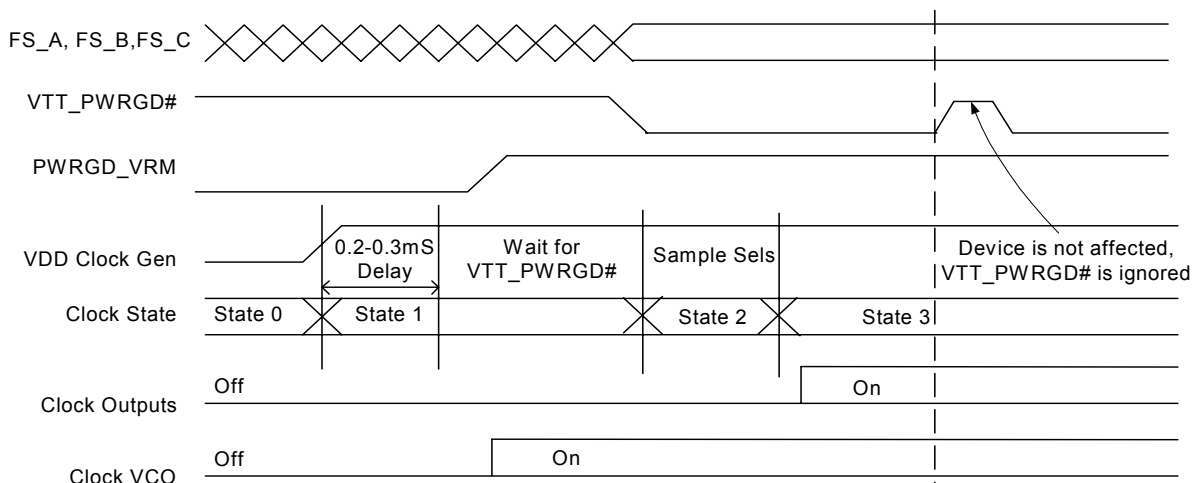 FS_A, FS_B,FS_C
VTT_PWRGD#
PWRGD_VRM
VDD Clock Gen
0.2-0.3mS
Delay
Wait for
VTT_PWRGD#
Sample Sels
Device is not affected,
VTT_PWRGD# is ignored
Clock State
State 0
State 1
State 2
State 3
Clock Outputs
Off
On
Clock VCO
Off
On